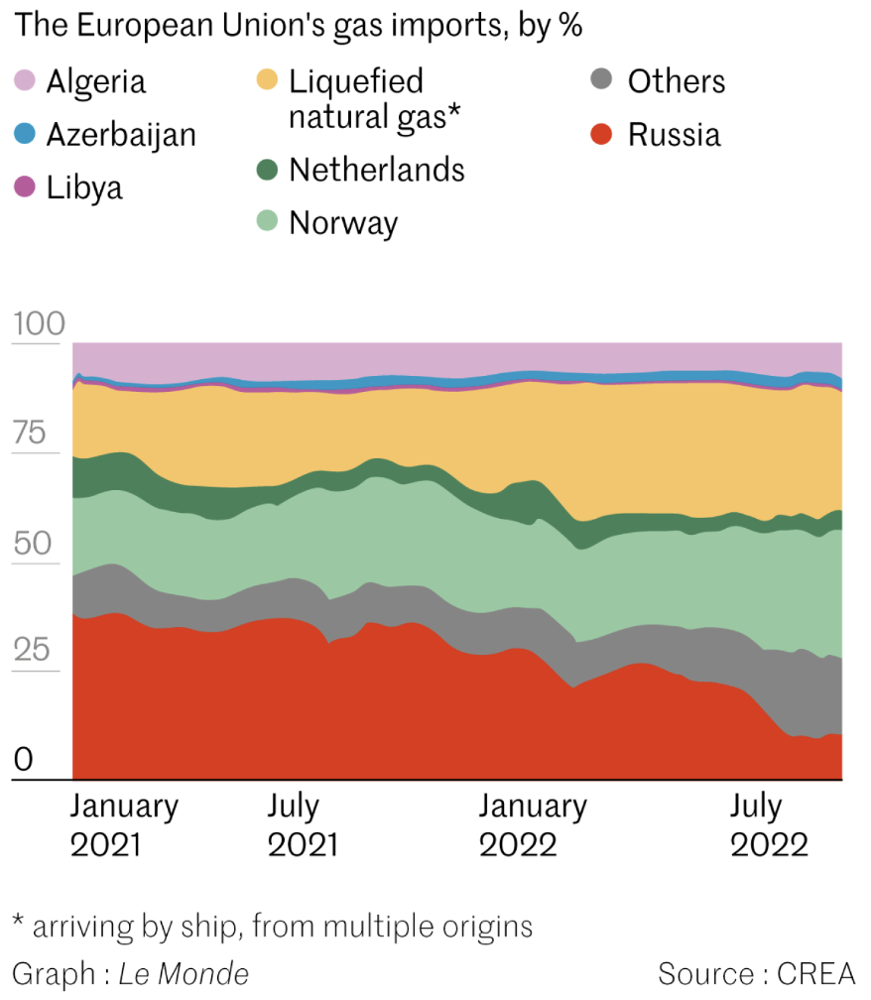 The European Union's gas imports, by %
Algeria
Azerbaijan
Libya
Liquefied
natural gas*
Netherlands
Norway
Others
Russia
100
75
50
25
0
January
2021
July
2021
January
2022
July
2022
* arriving by ship, from multiple origins
Graph : Le Monde
Source : CREA